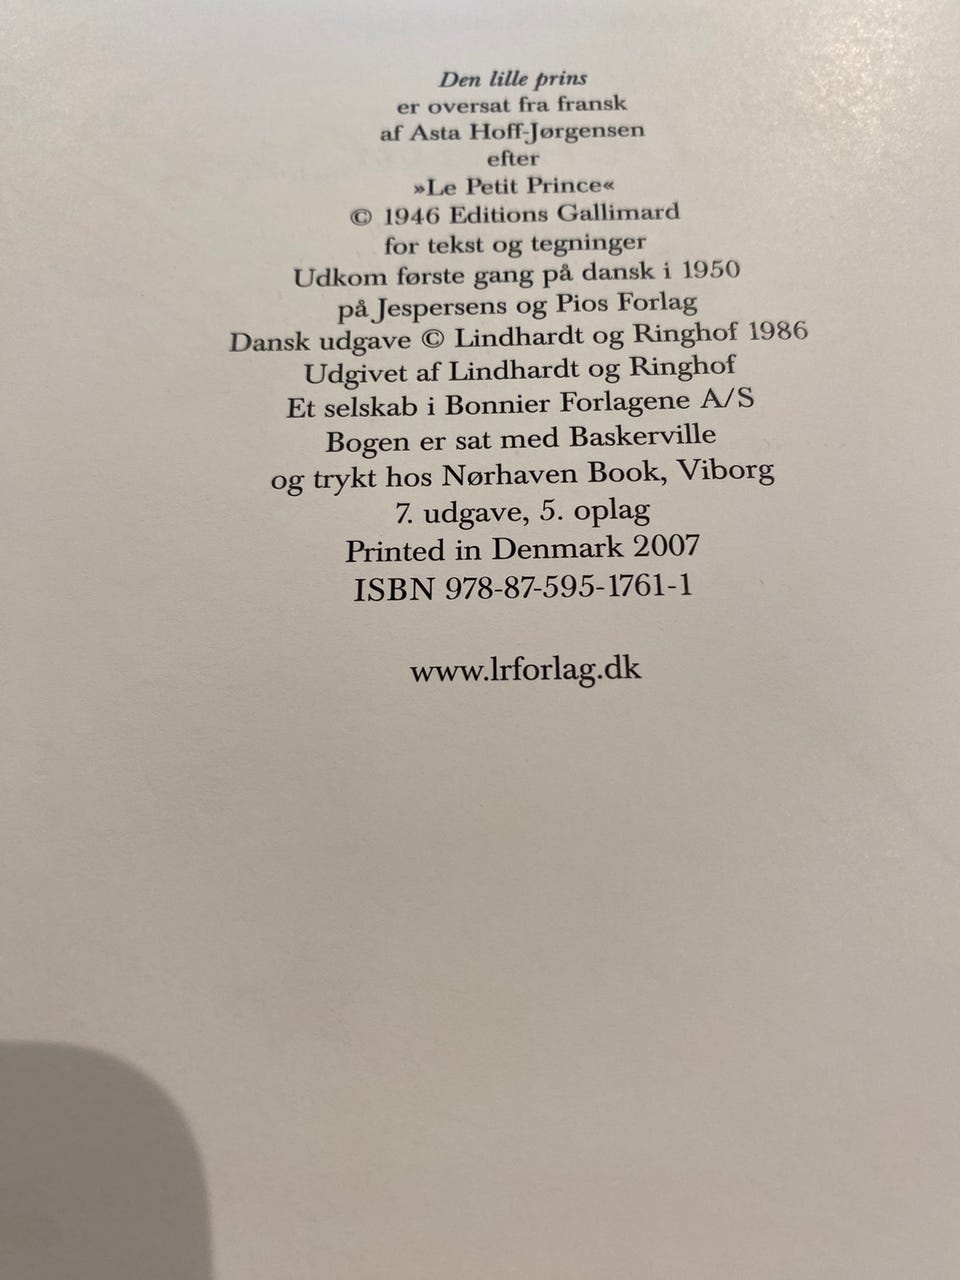 Den lille prins
er oversat fra fransk
af Asta Hoff-Jørgensen
efter
»Le Petit Prince«
© 1946 Editions Gallimard
for tekst og tegninger
Udkom første gang på dansk i 1950
på Jespersens og Pios Forlag
Dansk udgave © Lindhardt og Ringhof 1986
Udgivet af Lindhardt og Ringhof
Et selskab i Bonnier Forlagene A/S
Bogen er sat med Baskerville
og trykt hos Nørhaven Book, Viborg
7. udgave, 5. oplag
Printed in Denmark 2007
ISBN 978-87-595-1761-1
www.lrforlag.dk